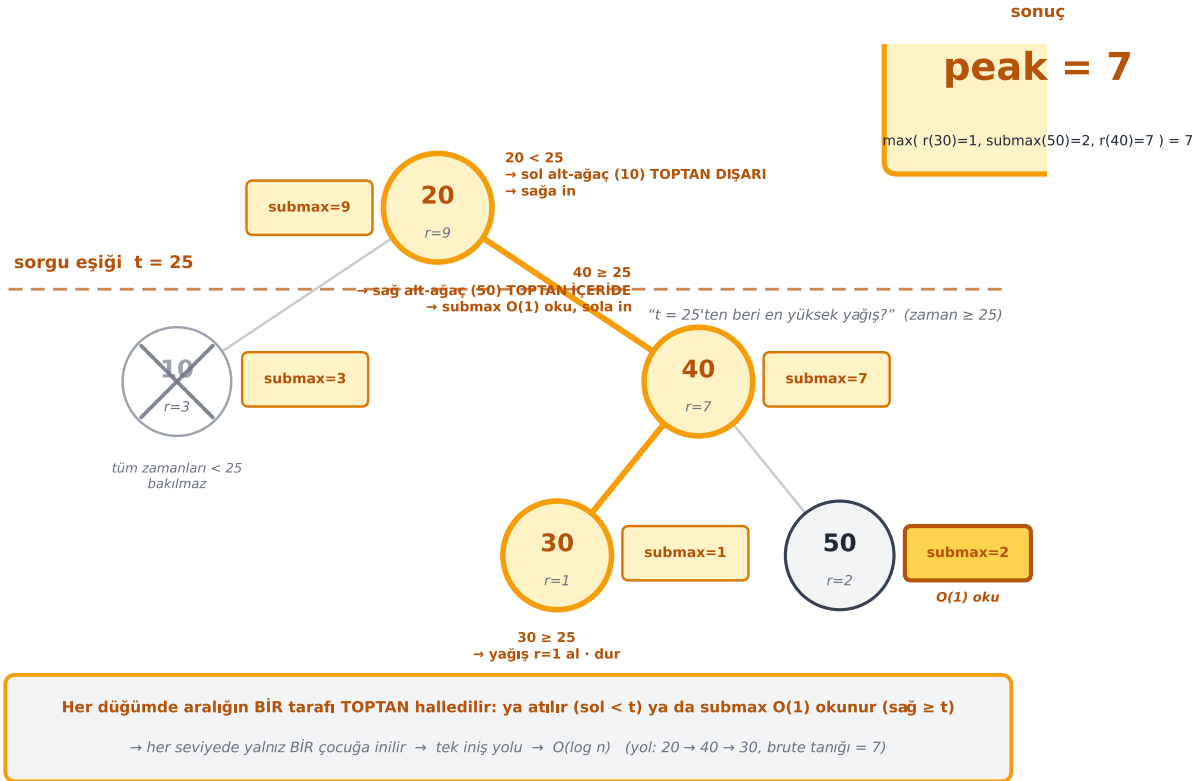 sonuç
peak = 7
max( r(30)=1, submax(50)=2, r(40)=7 ) = 7
20 < 25
→ sol alt-ağaç (10) TOPTAN DIŞARI
→ sağa in
20
r=9
submax=9
sorgu eşiği t = 25
40 ≥ 25
→ sağ alt-ağaç (50) TOPTAN İÇERİDE
→ submax O(1) oku, sola in
“t = 25'ten beri en yüksek yağış?” (zaman ≥ 25)
10
r=3
submax=3
40
r=7
submax=7
tüm zamanları < 25
bakılmaz
30
r=1
submax=1
50
r=2
submax=2
O(1) oku
30 ≥ 25
→ yağış r=1 al · dur
Her düğümde aralığın BİR tarafı TOPTAN halledilir: ya atılır (sol < t) ya da submax O(1) okunur (sağ ≥ t)
→ her seviyede yalnız BİR çocuğa inilir → tek iniş yolu → O(log n) (yol: 20 → 40 → 30, brute tanığı = 7)